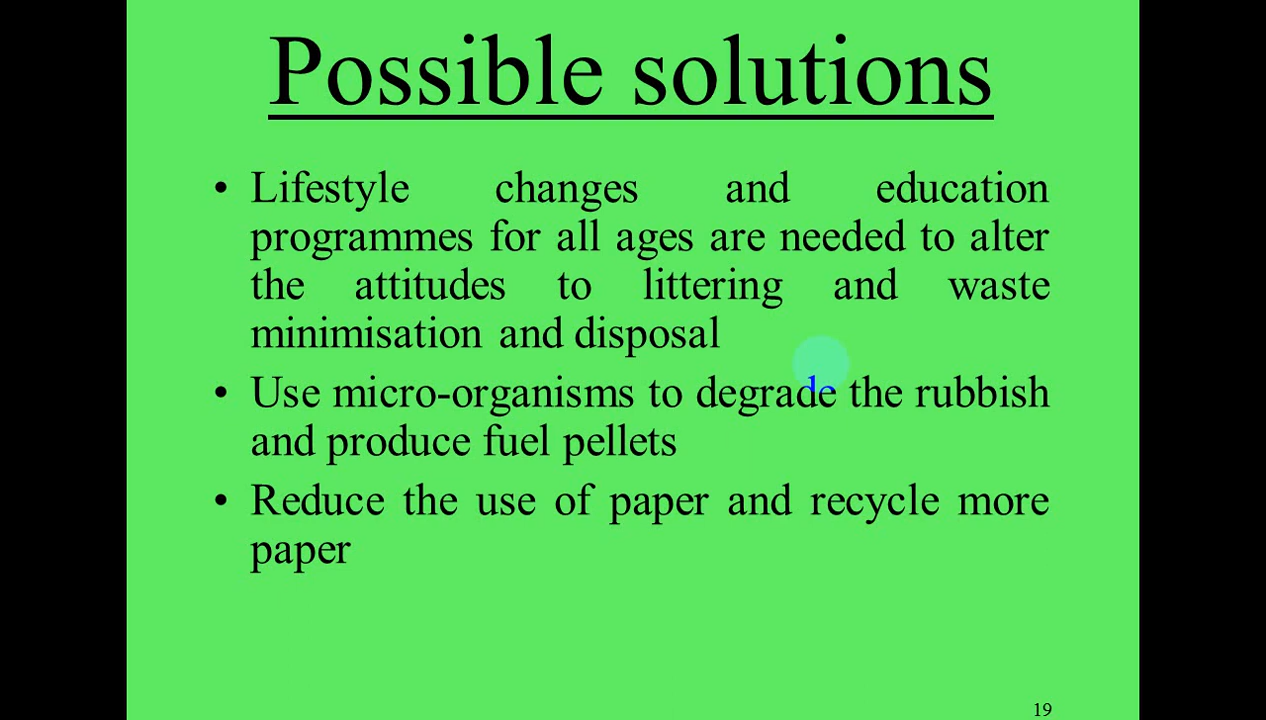 Possible solutions
• Lifestyle changes and education
programmes for all ages are needed to alter
the attitudes to littering and waste
minimisation and disposal
• Use micro-organisms to degrade the rubbish
and produce fuel pellets
• Reduce the use of paper and recycle more
paper
19